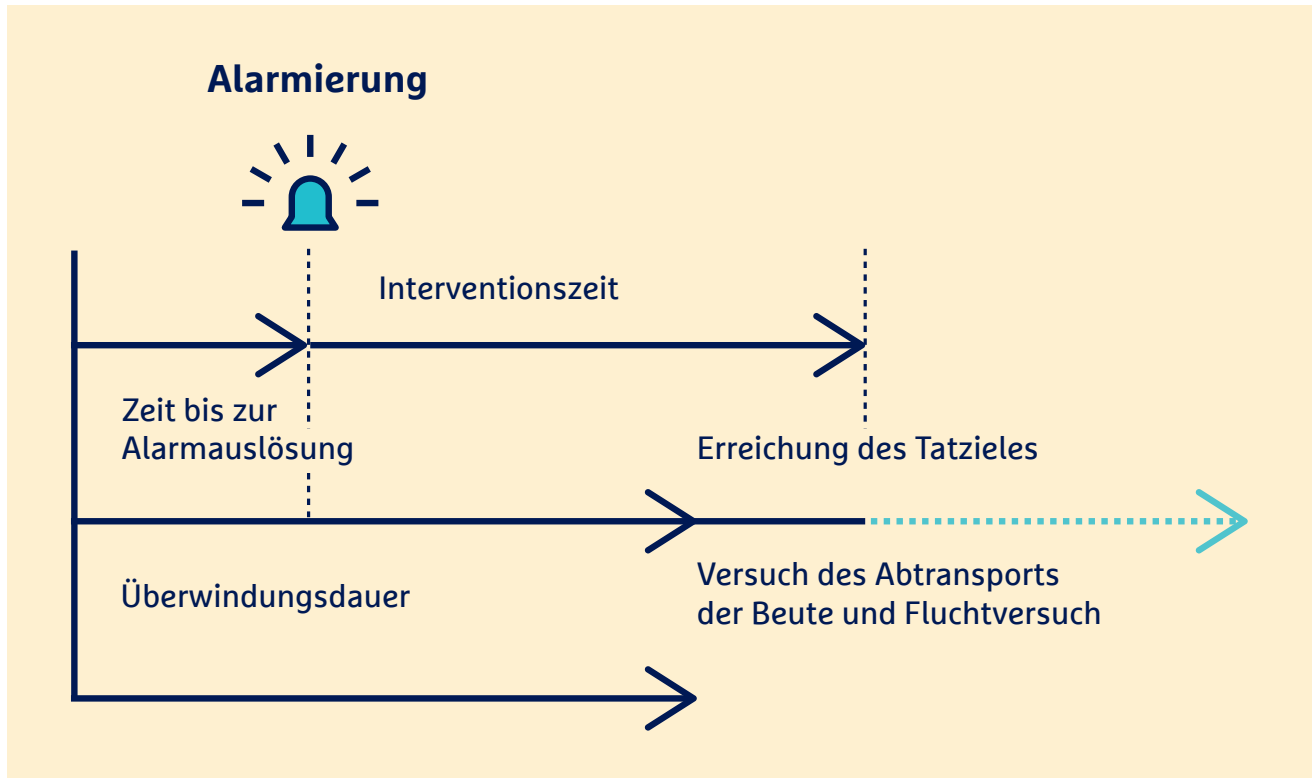 Alarmierung
Interventionszeit
Zeit bis zur
Alarmauslösung
Erreichung des Tatzieles
Überwindungsdauer
Versuch des Abtransports
der Beute und Fluchtversuch